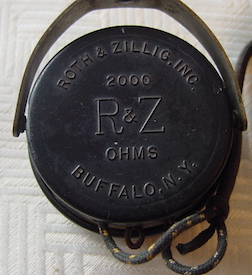 ROTH & ZILLIG, INC.
2000
R&Z
OHMS
BUFFALO, N.Y.